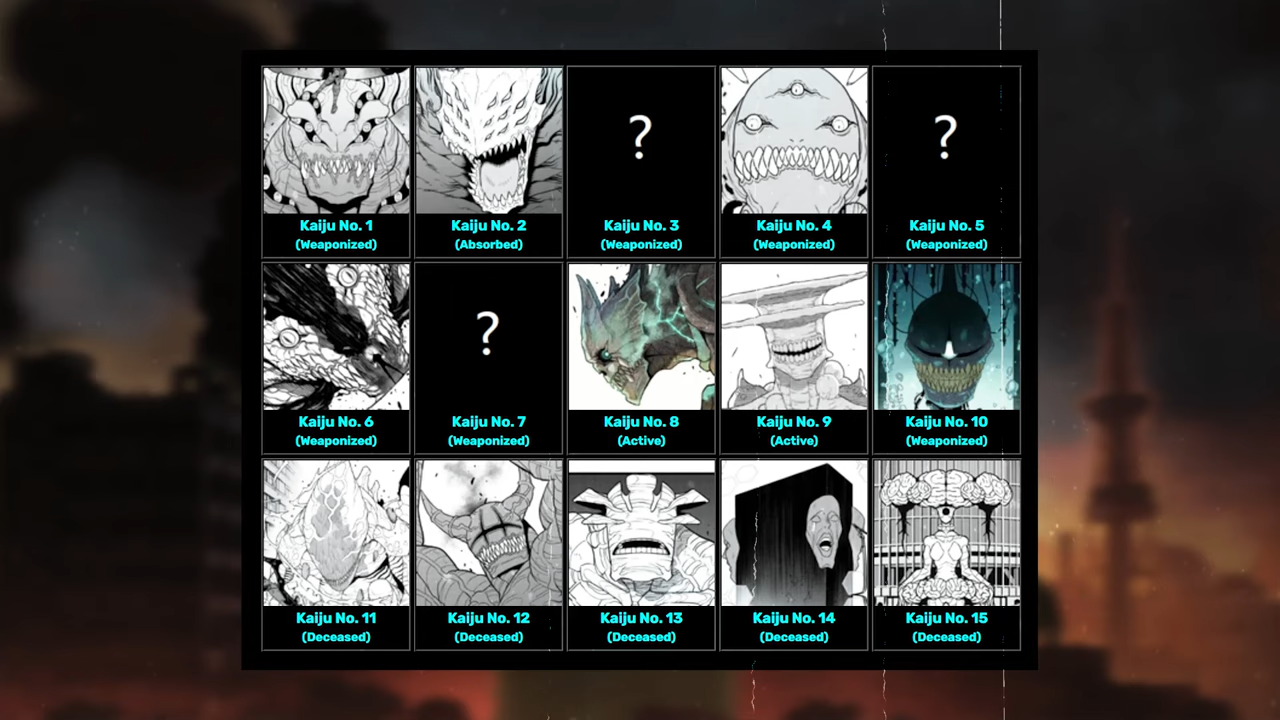 ?
?
Kaiju No. 1
(Weaponized)
Kaiju No. 2
(Absorbed)
Kaiju No. 3
(Weaponized)
Kaiju No. 4
(Weaponized)
Kaiju No. 5
(Weaponized)
?
Kaiju No. 6
(Weaponized)
Kaiju No. 7
(Weaponized)
Kaiju No. 8
(Active)
Kaiju No. 9
(Active)
Kaiju No. 10
(Weaponized)
Kaiju No. 11
(Deceased)
Kaiju No. 12
(Deceased)
Kaiju No. 13
(Deceased)
Kaiju No. 14
(Deceased)
Kaiju No. 15
(Deceased)